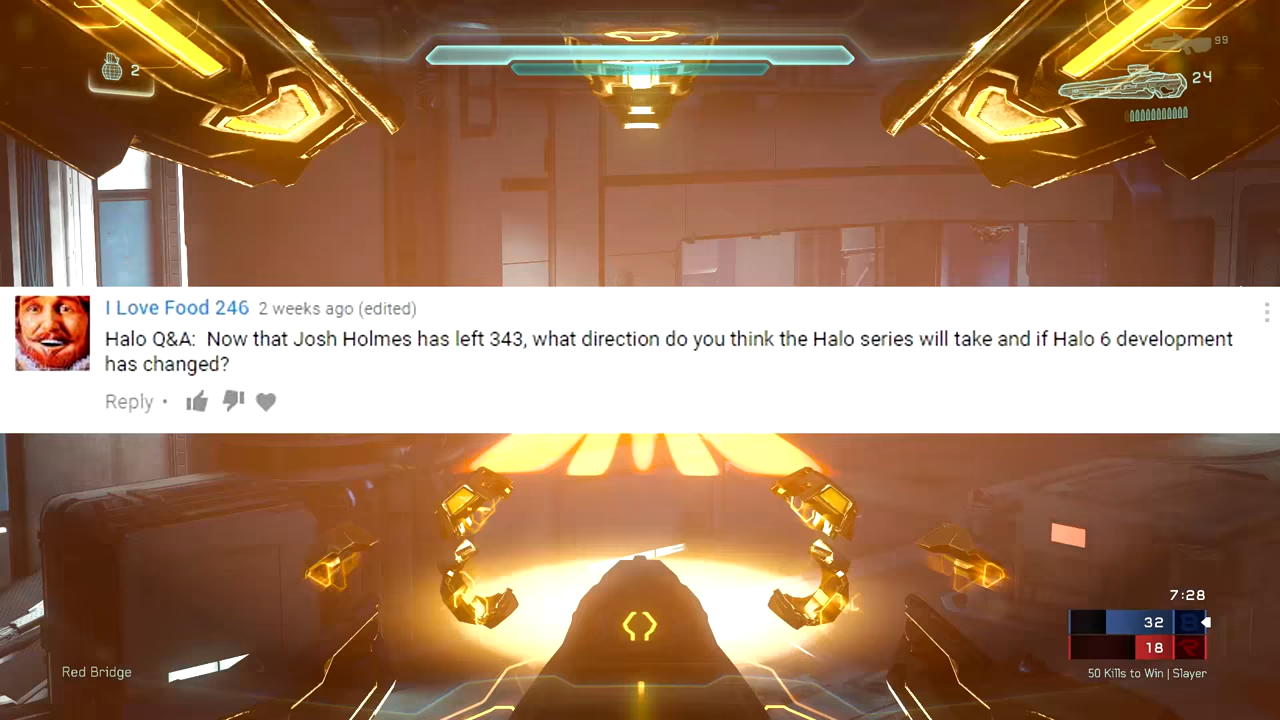 2
99
24
I Love Food 246 2 weeks ago (edited)
Halo Q&A: Now that Josh Holmes has left 343, what direction do you think the Halo series will take and if Halo 6 development
has changed?
Reply •
7:28
32 B
18 R
Red Bridge
50 Kills to Win | Slayer